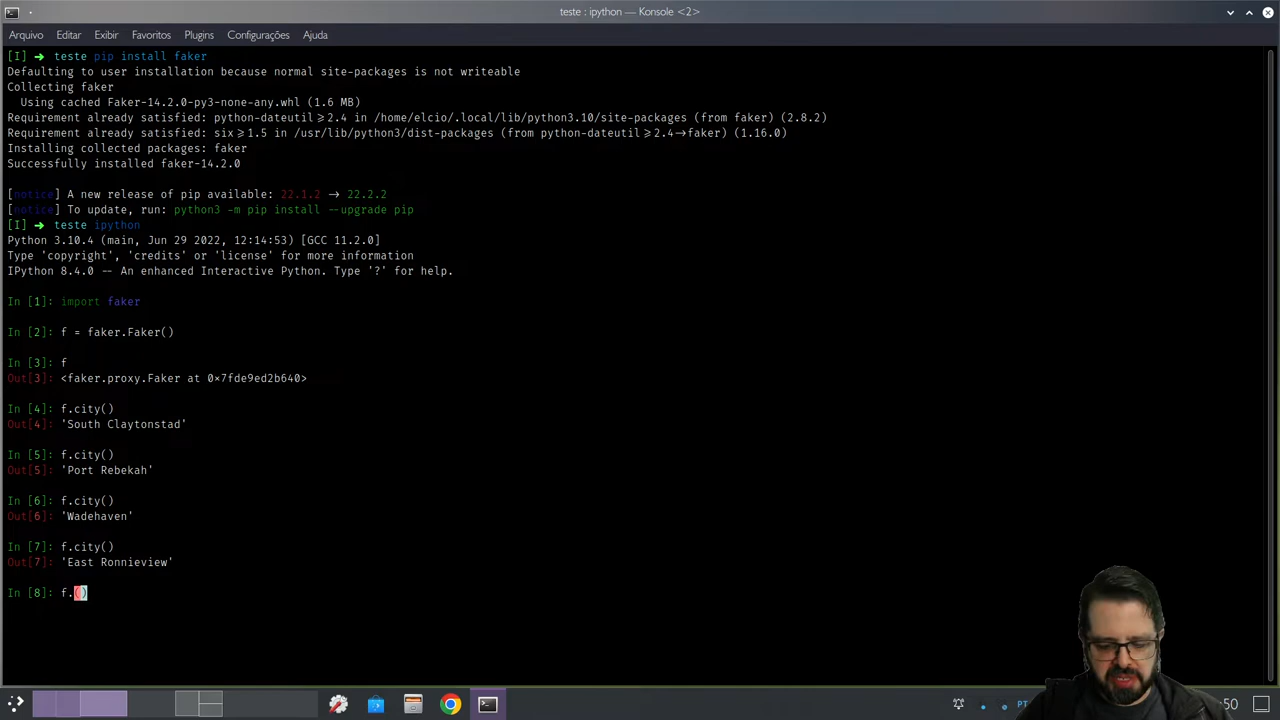 teste : ipython — Konsole <2>
Arquivo Editar Exibir Favoritos Plugins Configurações Ajuda
[I] ➜ teste pip install faker
Defaulting to user installation because normal site-packages is not writeable
Collecting faker
Using cached Faker-14.2.0-py3-none-any.whl (1.6 MB)
Requirement already satisfied: python-dateutil>=2.4 in /home/elcio/.local/lib/python3.10/site-packages (from faker) (2.8.2)
Requirement already satisfied: six>=1.5 in /usr/lib/python3/dist-packages (from python-dateutil>=2.4->faker) (1.16.0)
Installing collected packages: faker
Successfully installed faker-14.2.0
[notice] A new release of pip available: 22.1.2 -> 22.2.2
[notice] To update, run: python3 -m pip install --upgrade pip
[I] ➜ teste ipython
Python 3.10.4 (main, Jun 29 2022, 12:14:53) [GCC 11.2.0]
Type 'copyright', 'credits' or 'license' for more information
IPython 8.4.0 -- An enhanced Interactive Python. Type '?' for help.
In [1]: import faker
In [2]: f = faker.Faker()
In [3]: f
Out[3]: <faker.proxy.Faker at 0x7fde9ed2b640>
In [4]: f.city()
Out[4]: 'South Claytonstad'
In [5]: f.city()
Out[5]: 'Port Rebekah'
In [6]: f.city()
Out[6]: 'Wadehaven'
In [7]: f.city()
Out[7]: 'East Ronnieview'
In [8]: f.()
PT
:50